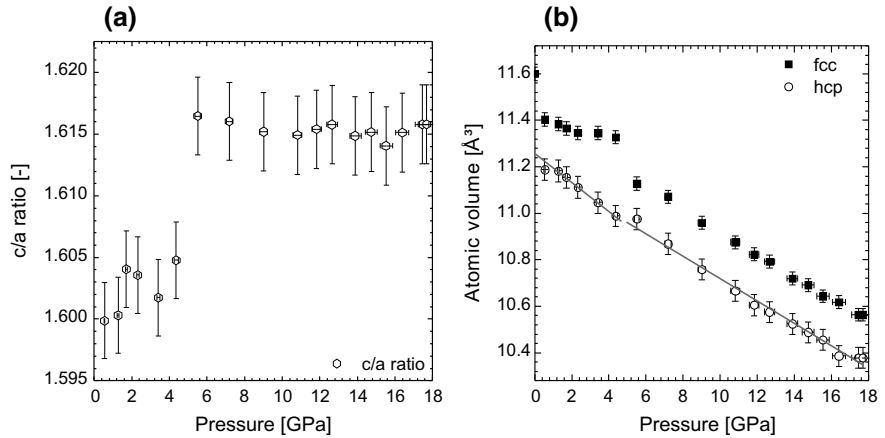 (a)
1.620
1.615
1.610
1.605
1.600
1.595
c/a ratio [-]
c/a ratio
0 2 4 6 8 10 12 14 16 18
Pressure [GPa]
(b)
11.6
11.4
11.2
11.0
10.8
10.6
10.4
Atomic volume [Å³]
fcc
hcp
0 2 4 6 8 10 12 14 16 18
Pressure [GPa]